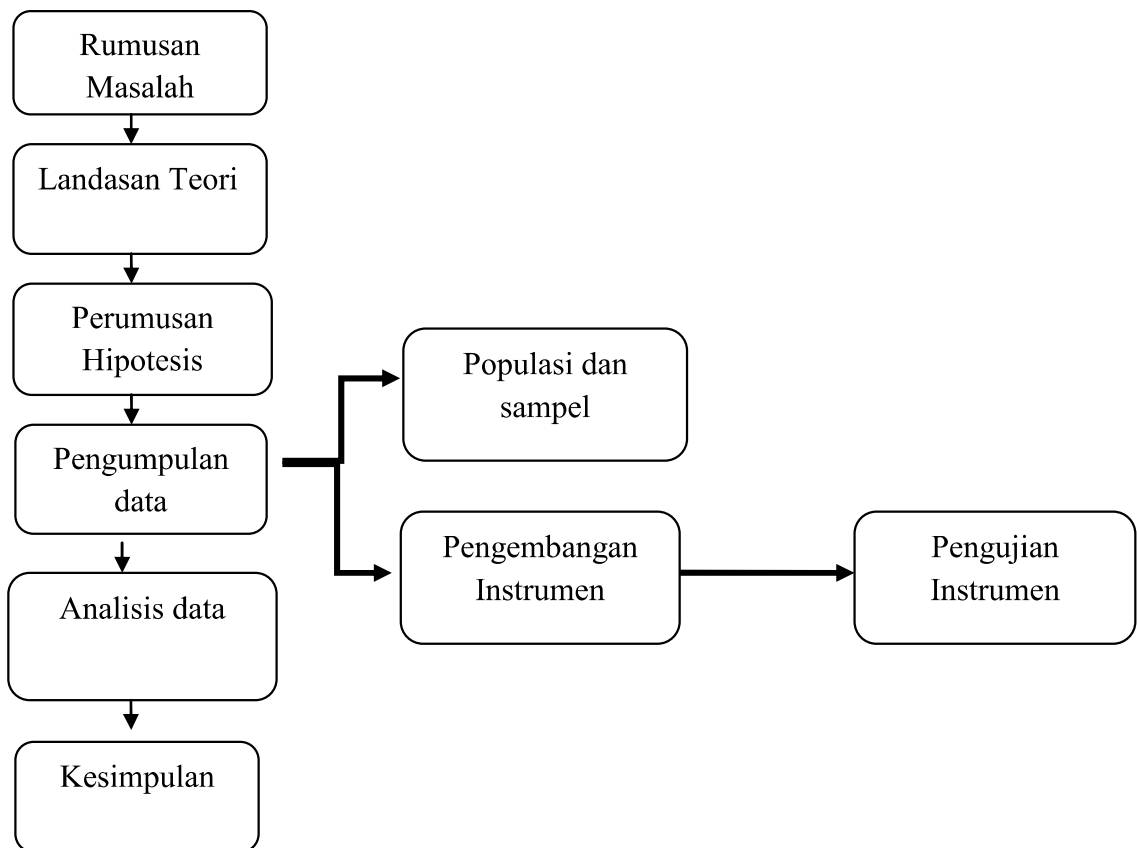 Rumusan
Masalah
Landasan Teori
Perumusan
Hipotesis
Populasi dan
sampel
Pengumpulan
data
Pengembangan
Instrumen
Pengujian
Instrumen
Analisis data
Kesimpulan